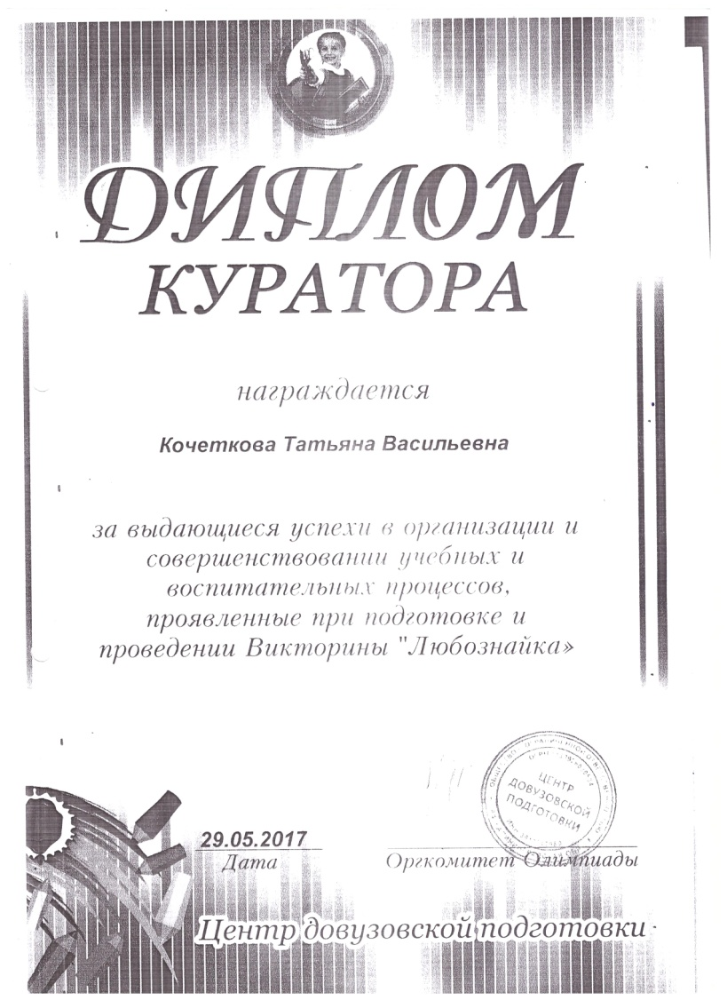 ДИПЛОМ
КУРАТОРА
награждается
Кочеткова Татьяна Васильевна
за выдающиеся успехи в организации и
совершенствовании учебных и
воспитательных процессов,
проявленные при подготовке и
проведении Викторины "Любознайка»
ЦЕНТР
ДОВУЗОВСКОЙ
ПОДГОТОВКИ
29.05.2017
Дата
Оргкомитет Олимпиады
Центр довузовской подготовки